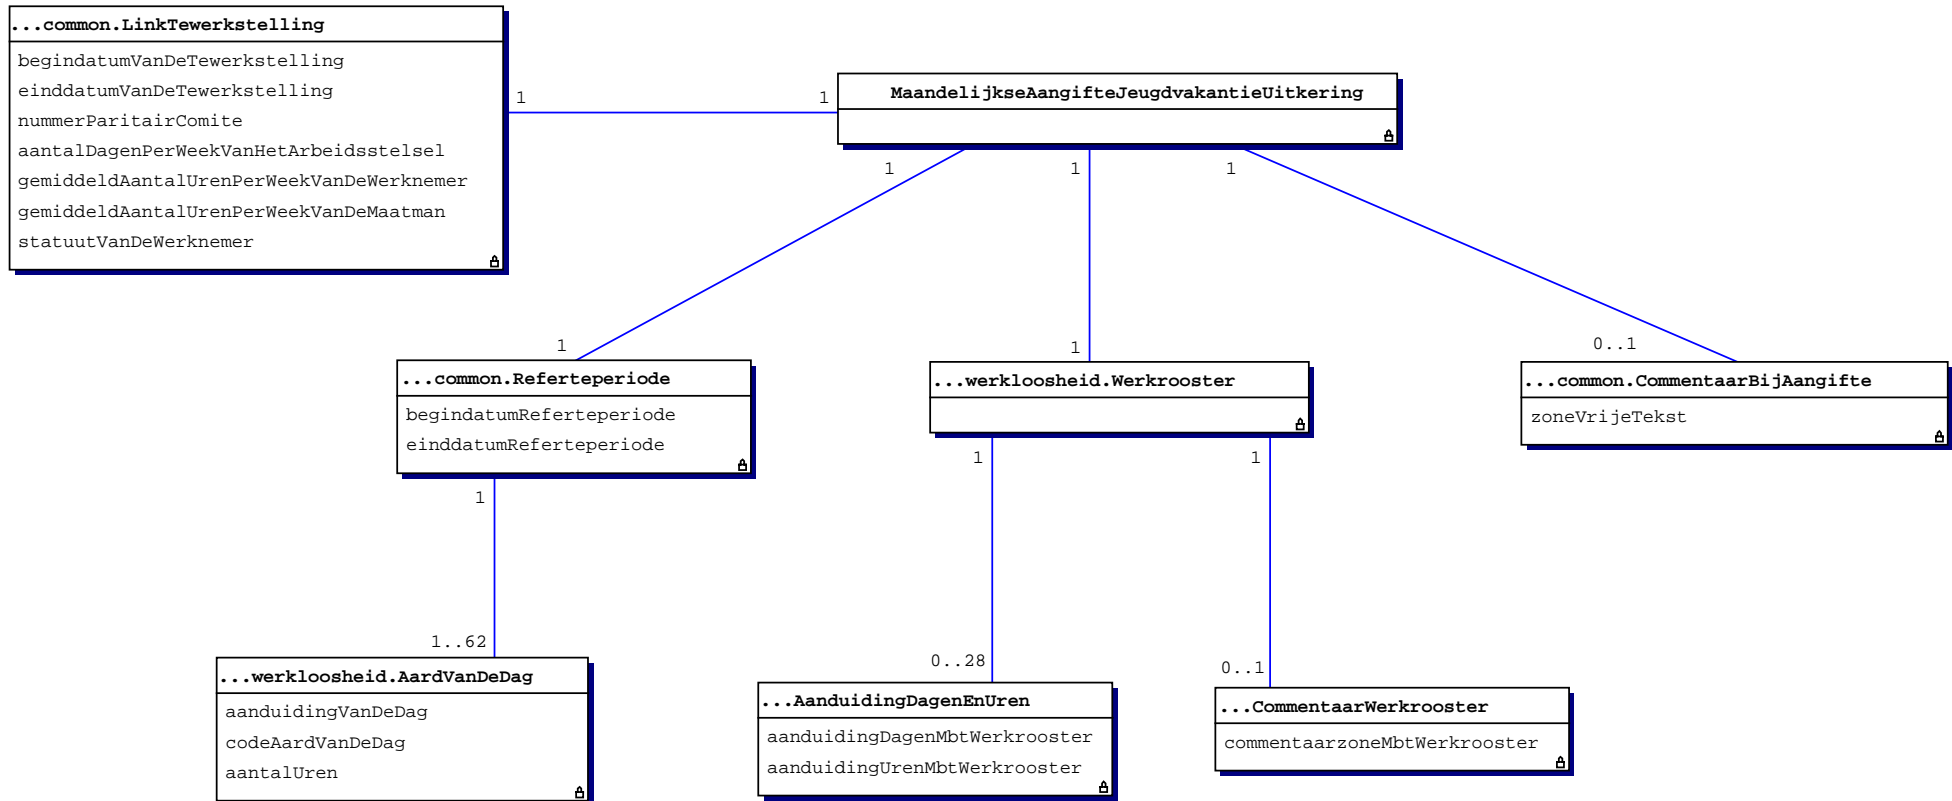 ...common.LinkTewerkstelling
begindatumVanDeTewerkstelling
einddatumVanDeTewerkstelling
nummerParitairComite
aantalDagenPerWeekVanHetArbeidsstelsel
gemiddeldAantalUrenPerWeekVanDeWerknemer
gemiddeldAantalUrenPerWeekVanDeMaatman
statuutVanDeWerknemer
1
1
MaandelijkseAangifteJeugdvakantieUitkering
1
1
1
1
1
0..1
...common.Referteperiode
begindatumReferteperiode
einddatumReferteperiode
...werkloosheid.Werkrooster
...common.CommentaarBijAangifte
zoneVrijeTekst
1
1
1
1..62
0..28
0..1
...werkloosheid.AardVanDeDag
aanduidingVanDeDag
codeAardVanDeDag
aantalUren
...AanduidingDagenEnUren
aanduidingDagenMbtWerkrooster
aanduidingUrenMbtWerkrooster
...CommentaarWerkrooster
commentaarzoneMbtWerkrooster